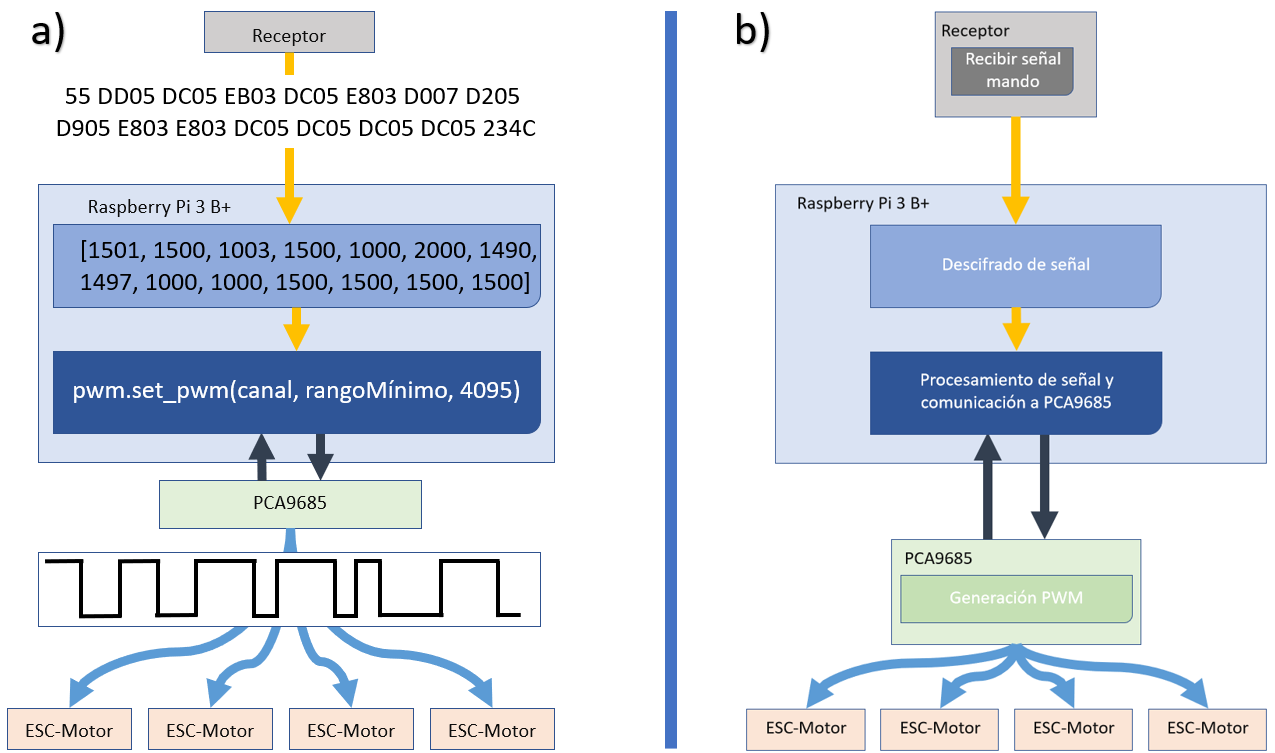 a)
Receptor
55 DD05 DC05 EB03 DC05 E803 D007 D205
D905 E803 E803 DC05 DC05 DC05 DC05 234C
Raspberry Pi 3 B+
[1501, 1500, 1003, 1500, 1000, 2000, 1490,
1497, 1000, 1000, 1500, 1500, 1500, 1500]
pwm.set_pwm(canal, rangoMínimo, 4095)
PCA9685
ESC-Motor
ESC-Motor
ESC-Motor
ESC-Motor
b)
Receptor
Recibir señal
mando
Raspberry Pi 3 B+
Descifrado de señal
Procesamiento de señal y
comunicación a PCA9685
PCA9685
Generación PWM
ESC-Motor
ESC-Motor
ESC-Motor
ESC-Motor